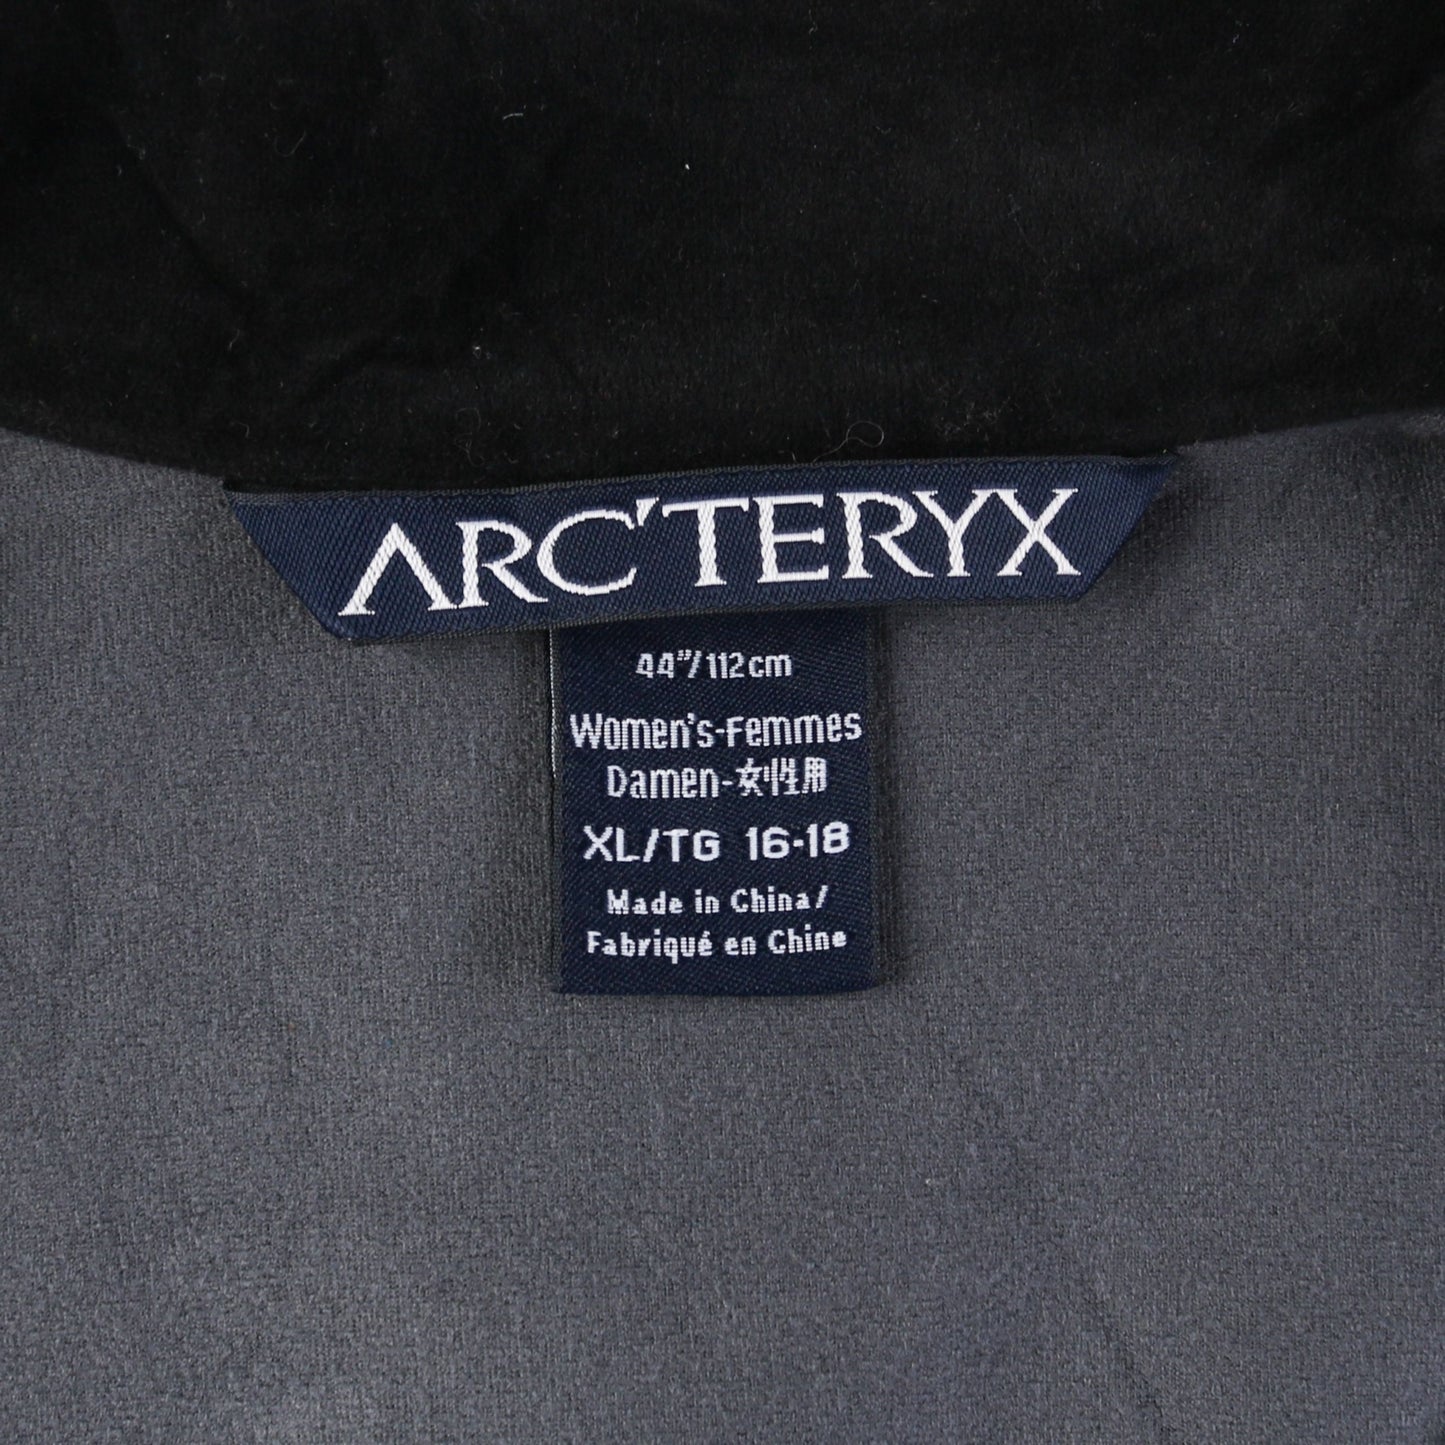 ARC'TERYX
44"/112cm
Women's-Femmes
Damen-女性用
XL/TG 16-18
Made in China/
Fabriqué en Chine